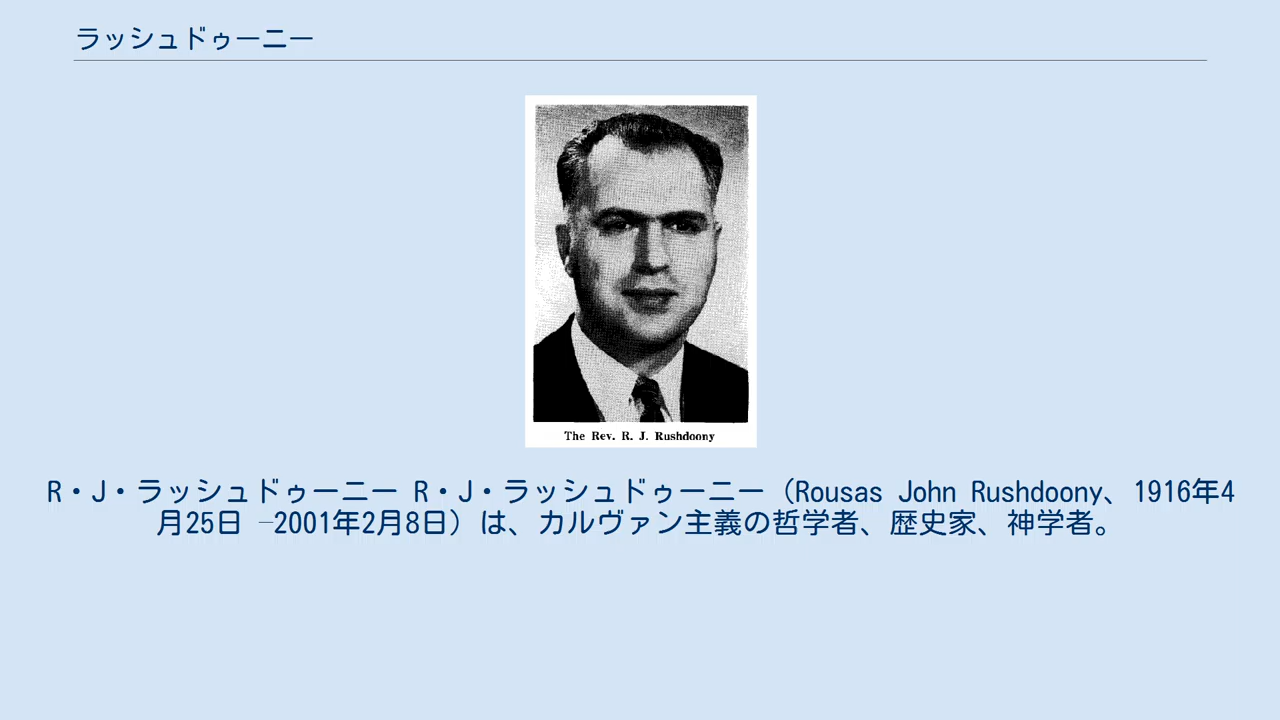 ラッシュドゥーニー
The Rev. R. J. Rushdoony
R・J・ラッシュドゥーニー R・J・ラッシュドゥーニー（Rousas John Rushdoony、1916年4
月25日 –2001年2月8日）は、カルヴァン主義の哲学者、歴史家、神学者。